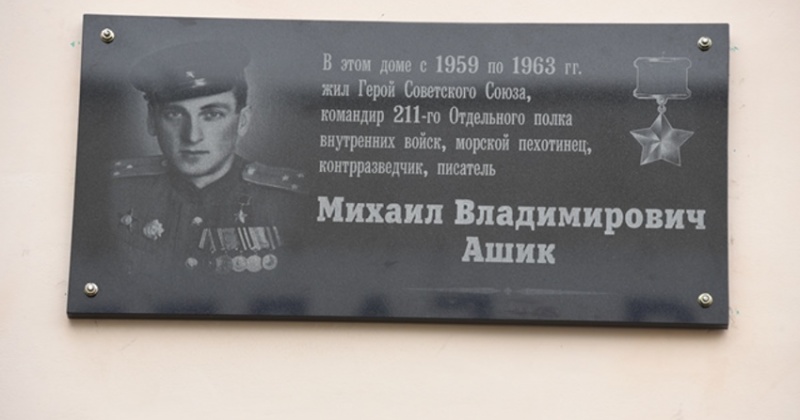 В этом доме с 1959 по 1963 гг.
жил Герой Советского Союза,
командир 211-го Отдельного полка
внутренних войск, морской пехотинец,
контрразведчик, писатель
Михаил Владимирович
Ашик